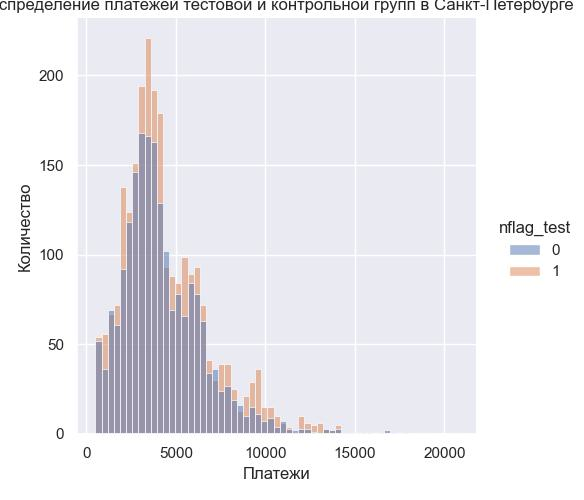 спределение платежей тестовой и контрольной групп в Санкт-Петербурге
200
150
100
50
0
Количество
0 5000 10000 15000 20000
Платежи
nflag_test
0
1